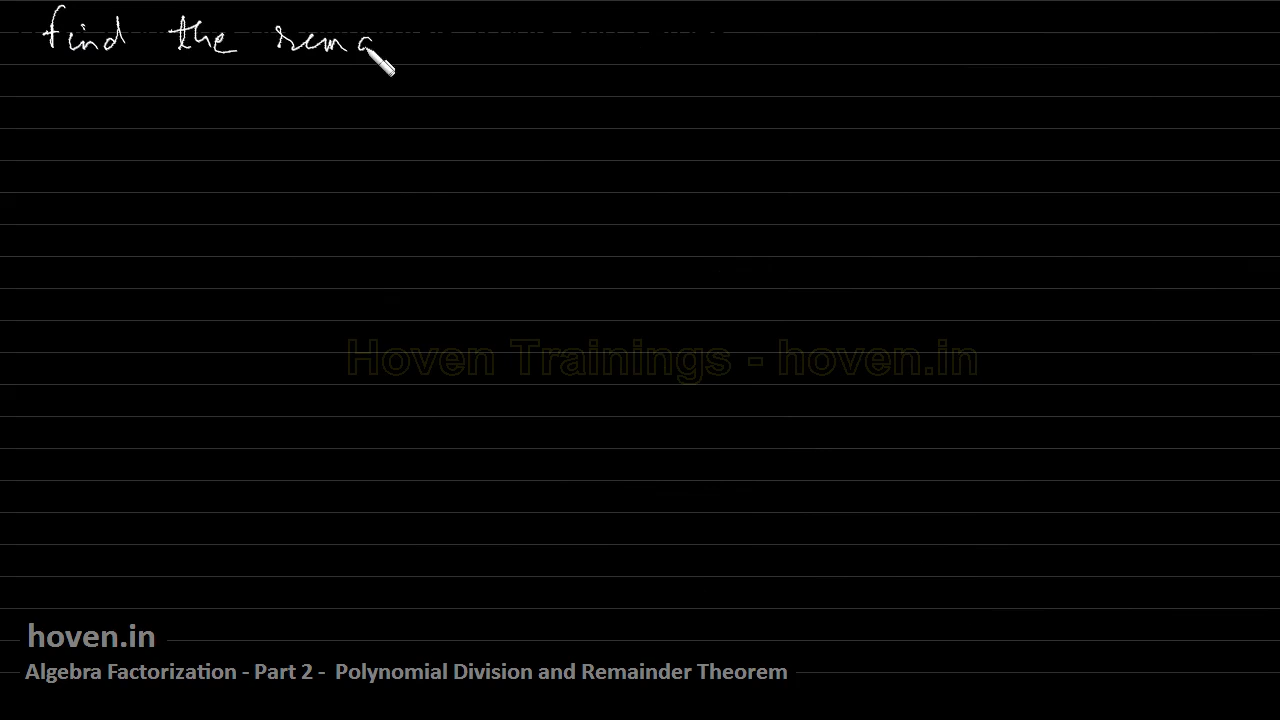 find the rema
Hoven Trainings - hoven.in
hoven.in
Algebra Factorization - Part 2 - Polynomial Division and Remainder Theorem